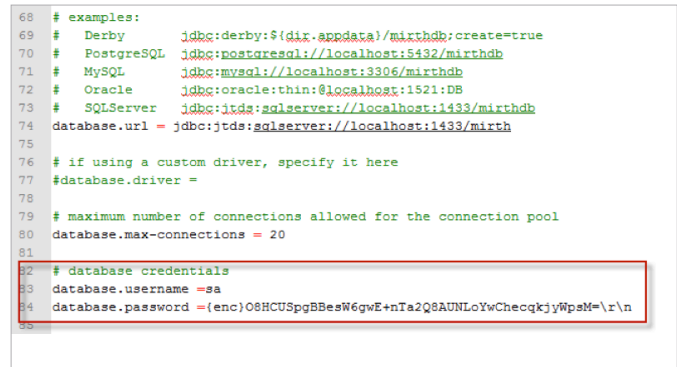 68 # examples:
69 #   Derby       jdbc:derby:${dir.appdata}/mirthdb;create=true
70 #   PostgreSQL  jdbc:postgresql://localhost:5432/mirthdb
71 #   MySQL       jdbc:mysql://localhost:3306/mirthdb
72 #   Oracle      jdbc:oracle:thin:@localhost:1521:DB
73 #   SQLServer   jdbc:jtds:sqlserver://localhost:1433/mirthdb
74 database.url = jdbc:jtds:sqlserver://localhost:1433/mirth
75
76 # if using a custom driver, specify it here
77 #database.driver =
78
79 # maximum number of connections allowed for the connection pool
80 database.max-connections = 20
81
82 # database credentials
83 database.username =sa
84 database.password ={enc}O8HCUSpgBBesW6gwE+nTa2Q8AUNLoYwChecqkjyWpsM=\r\n
85